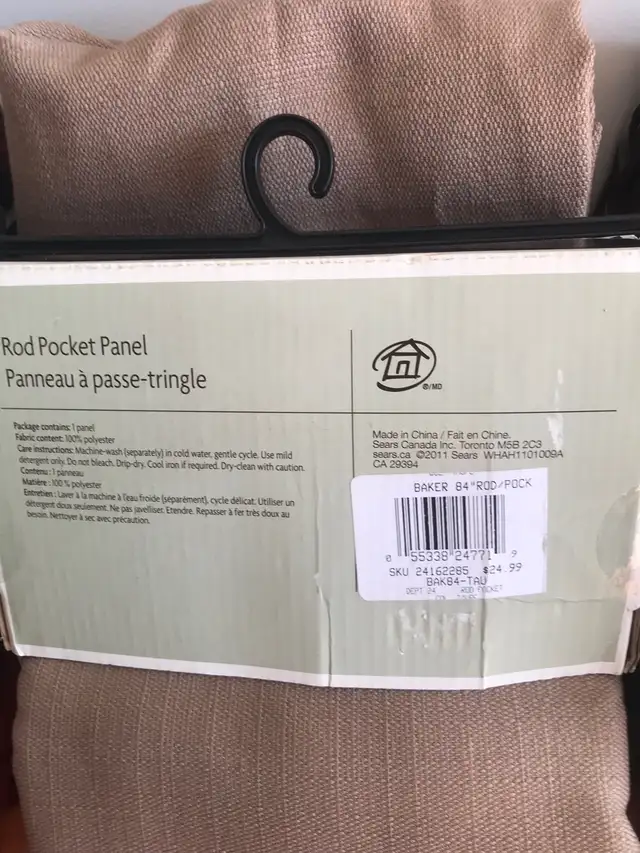 Rod Pocket Panel
Panneau à passe-tringle
Package contains: 1 panel
Fabric content: 100% polyester
Care instructions: Machine-wash (separately) in cold water, gentle cycle. Use mild
detergent only. Do not bleach. Drip-dry. Cool iron if required. Dry-clean with caution.
Contenu : 1 panneau
Matière : 100 % polyester
Entretien : Laver à la machine à l'eau froide (séparément), cycle délicat. Utiliser un
détergent doux seulement. Ne pas javelliser. Étendre. Repasser à fer très doux au
besoin. Nettoyer à sec avec précaution.
®/MD
Made in China / Fait en Chine.
Sears Canada Inc. Toronto M5B 2C3
sears.ca ©2011 Sears WHAH1101009A
CA 29394
BAKER 84"ROD/POCK
0 55338 24771 9
SKU 24162285 $24.99
BAK84-TAU
DEPT 24 ROD POCKET